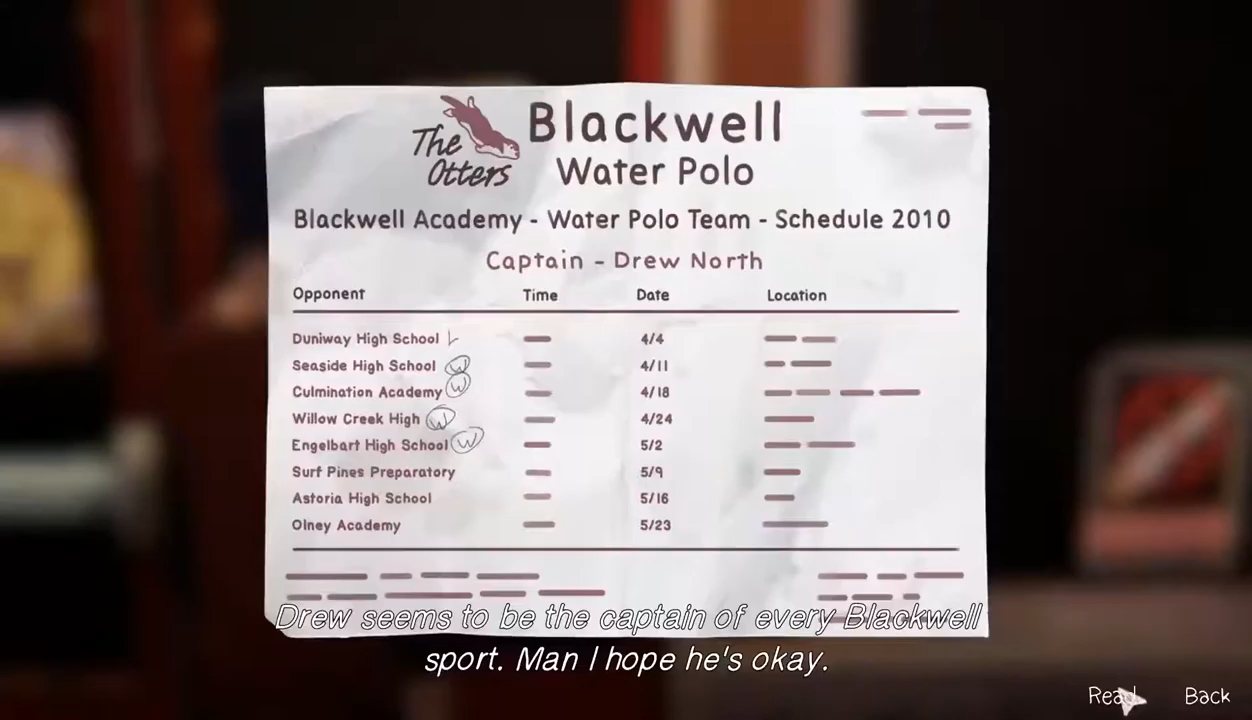 The Otters
Blackwell
Water Polo
Blackwell Academy - Water Polo Team - Schedule 2010
Captain - Drew North
Opponent Time Date Location
Duniway High School L 4/4
Seaside High School W 4/11
Culmination Academy W 4/18
Willow Creek High W 4/24
Engelbart High School W 5/2
Surf Pines Preparatory 5/9
Astoria High School 5/16
Olney Academy 5/23
Drew seems to be the captain of every Blackwell
sport. Man I hope he's okay.
Read Back